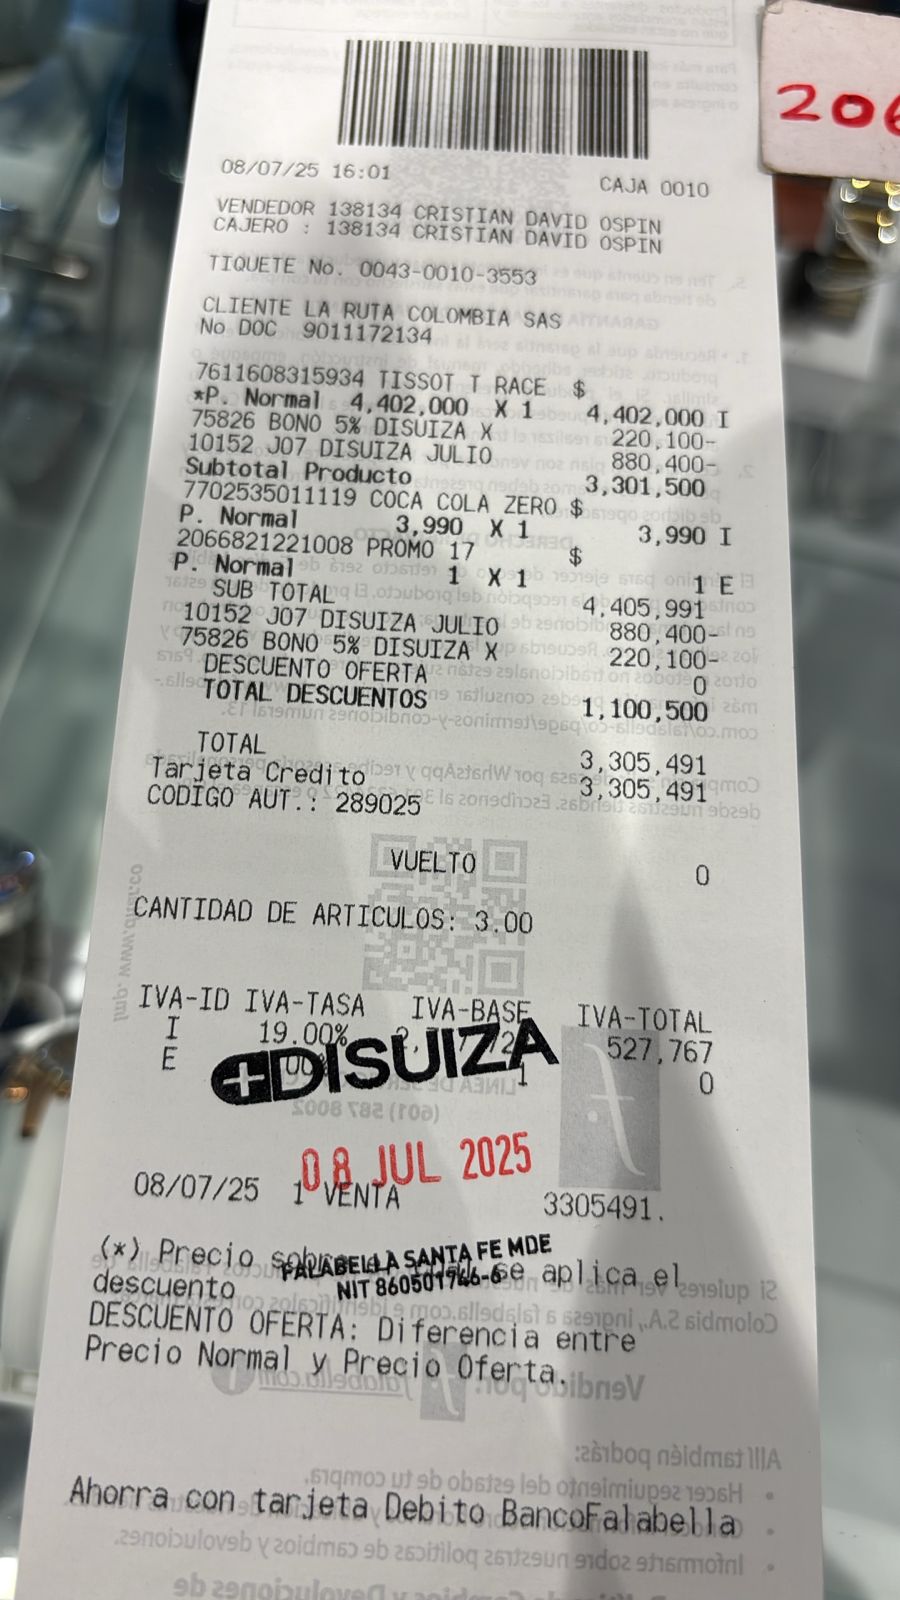 206
08/07/25 16:01 CAJA 0010
VENDEDOR 138134 CRISTIAN DAVID OSPIN
CAJERO : 138134 CRISTIAN DAVID OSPIN
TIQUETE No. 0043-0010-3553
CLIENTE LA RUTA COLOMBIA SAS
No DOC 9011172134
7611608315934 TISSOT T RACE $
*P. Normal 4,402,000 X 1 4,402,000 I
75826 BONO 5% DISUIZA X 220,100-
10152 J07 DISUIZA JULIO 880,400-
Subtotal Producto 3,301,500
7702535011119 COCA COLA ZERO $
P. Normal 3,990 X 1 3,990 I
2066821221008 PROMO 17 $
P. Normal 1 X 1 1 E
SUB TOTAL 4,405,991
10152 J07 DISUIZA JULIO 880,400-
75826 BONO 5% DISUIZA X 220,100-
DESCUENTO OFERTA 0
TOTAL DESCUENTOS 1,100,500
TOTAL 3,305,491
Tarjeta Credito 3,305,491
CODIGO AUT.: 289025
VUELTO 0
CANTIDAD DE ARTICULOS: 3.00
IVA-ID IVA-TASA IVA-BASE IVA-TOTAL
I 19.00% 527,767
E 1 0
DISUIZA
08 JUL 2025
08/07/25 1 VENTA 3305491.
FALABELLA SANTA FE MDE
NIT 860501746-6
(*) Precio se aplica el
descuento
DESCUENTO OFERTA: Diferencia entre
Precio Normal y Precio Oferta.
Ahorra con tarjeta Debito BancoFalabella